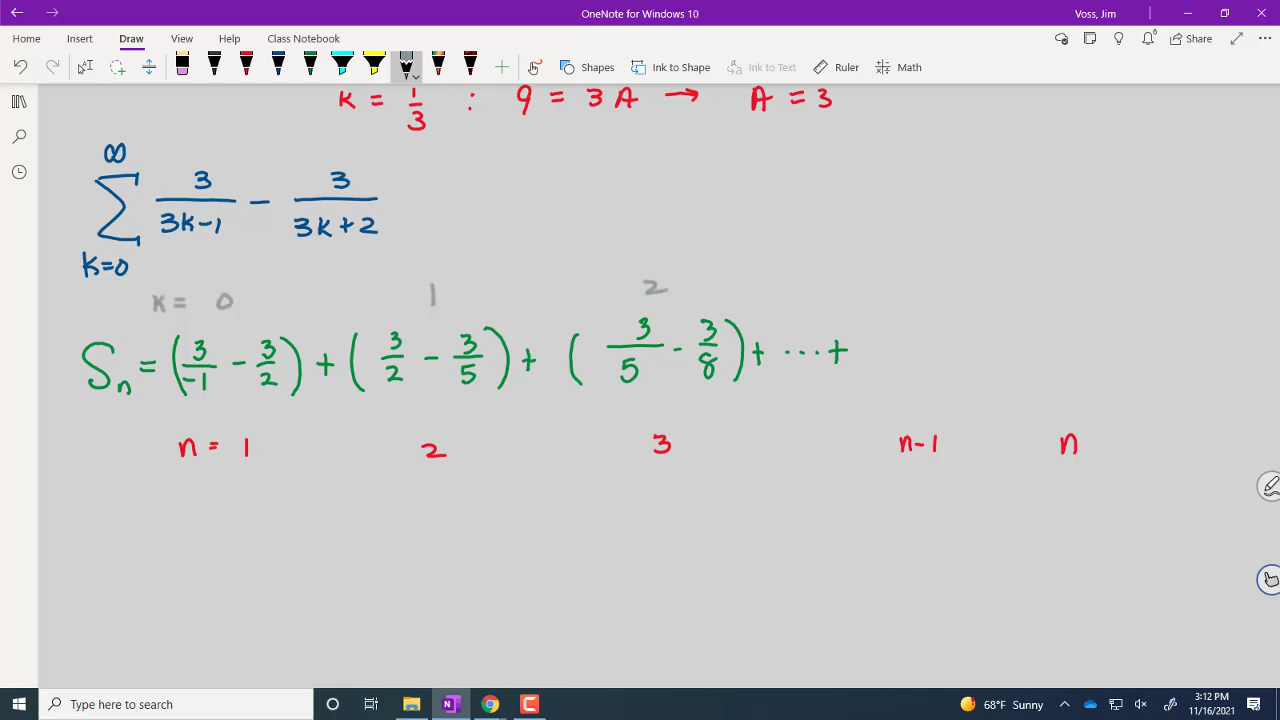 OneNote for Windows 10
Voss, Jim
Home Insert Draw View Help Class Notebook
6 Share
Shapes Ink to Shape Ink to Text Ruler Math
K = 1/3 : 9 = 3A → A = 3
∞
∑ 3/(3K-1) - 3/(3K+2)
K=0
K = 0 1 2
Sn = (3/-1 - 3/2) + (3/2 - 3/5) + (3/5 - 3/8) + ... +
n = 1 2 3 n-1 n
Type here to search
68°F Sunny
3:12 PM
11/16/2021